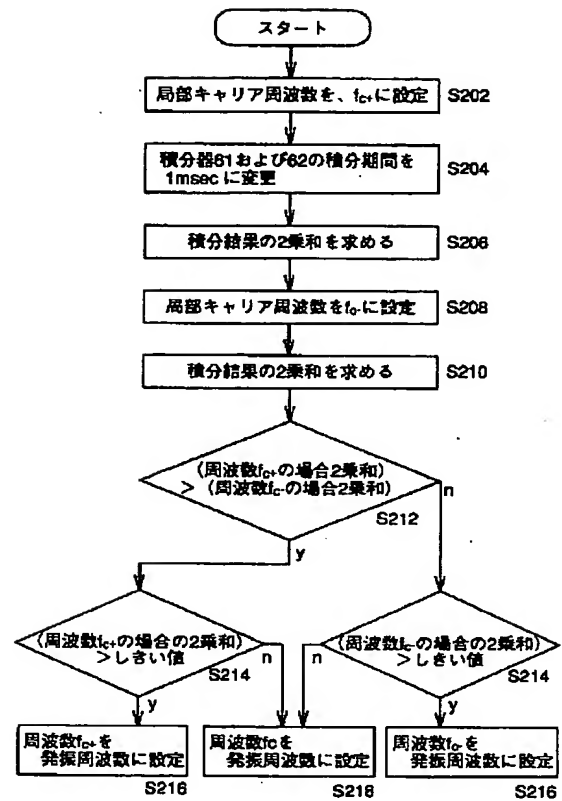 スタート
局部キャリア周波数を、fc+に設定
S202
積分器61および62の積分期間を
1msecに変更
S204
積分結果の2乗和を求める
S206
局部キャリア周波数をfc-に設定
S208
積分結果の2乗和を求める
S210
(周波数fc+の場合2乗和)
> (周波数fc-の場合2乗和)
n
S212
y
(周波数fc+の場合の2乗和)
>しきい値
n
S214
y
(周波数fc-の場合の2乗和)
>しきい値
n
S214
y
周波数fc+を
発振周波数に設定
S216
周波数fcを
発振周波数に設定
S218
周波数fc-を
発振周波数に設定
S216